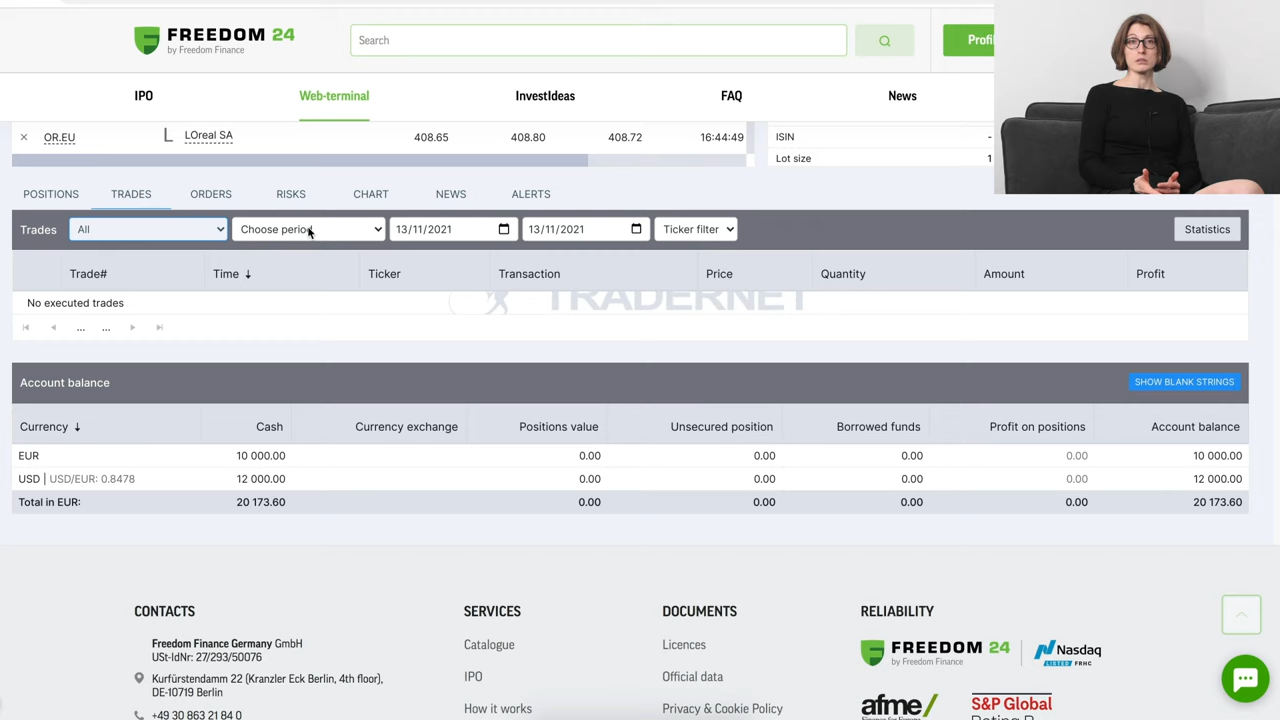 FREEDOM 24
by Freedom Finance
Search
IPO
Web-terminal
InvestIdeas
FAQ
News
OR.EU L LOreal SA 408.65 408.80 408.72 16:44:49
ISIN -
Lot size 1
POSITIONS TRADES ORDERS RISKS CHART NEWS ALERTS
Trades All Choose period 13/11/2021 13/11/2021 Ticker filter Statistics
Trade# Time ↓ Ticker Transaction Price Quantity Amount Profit
No executed trades
TRADERNET
... ...
Account balance SHOW BLANK STRINGS
Currency ↓ Cash Currency exchange Positions value Unsecured position Borrowed funds Profit on positions Account balance
EUR 10 000.00 0.00 0.00 0.00 0.00 10 000.00
USD | USD/EUR: 0.8478 12 000.00 0.00 0.00 0.00 0.00 12 000.00
Total in EUR: 20 173.60 0.00 0.00 0.00 0.00 20 173.60
CONTACTS
Freedom Finance Germany GmbH
USt-IdNr: 27/293/50076
Kurfürstendamm 22 (Kranzler Eck Berlin, 4th floor),
DE-10719 Berlin
+49 30 863 21 84 0
SERVICES
Catalogue
IPO
How it works
DOCUMENTS
Licences
Official data
Privacy & Cookie Policy
RELIABILITY
FREEDOM 24
by Freedom Finance
Nasdaq
LISTED FRHC
afme/
S&P Global